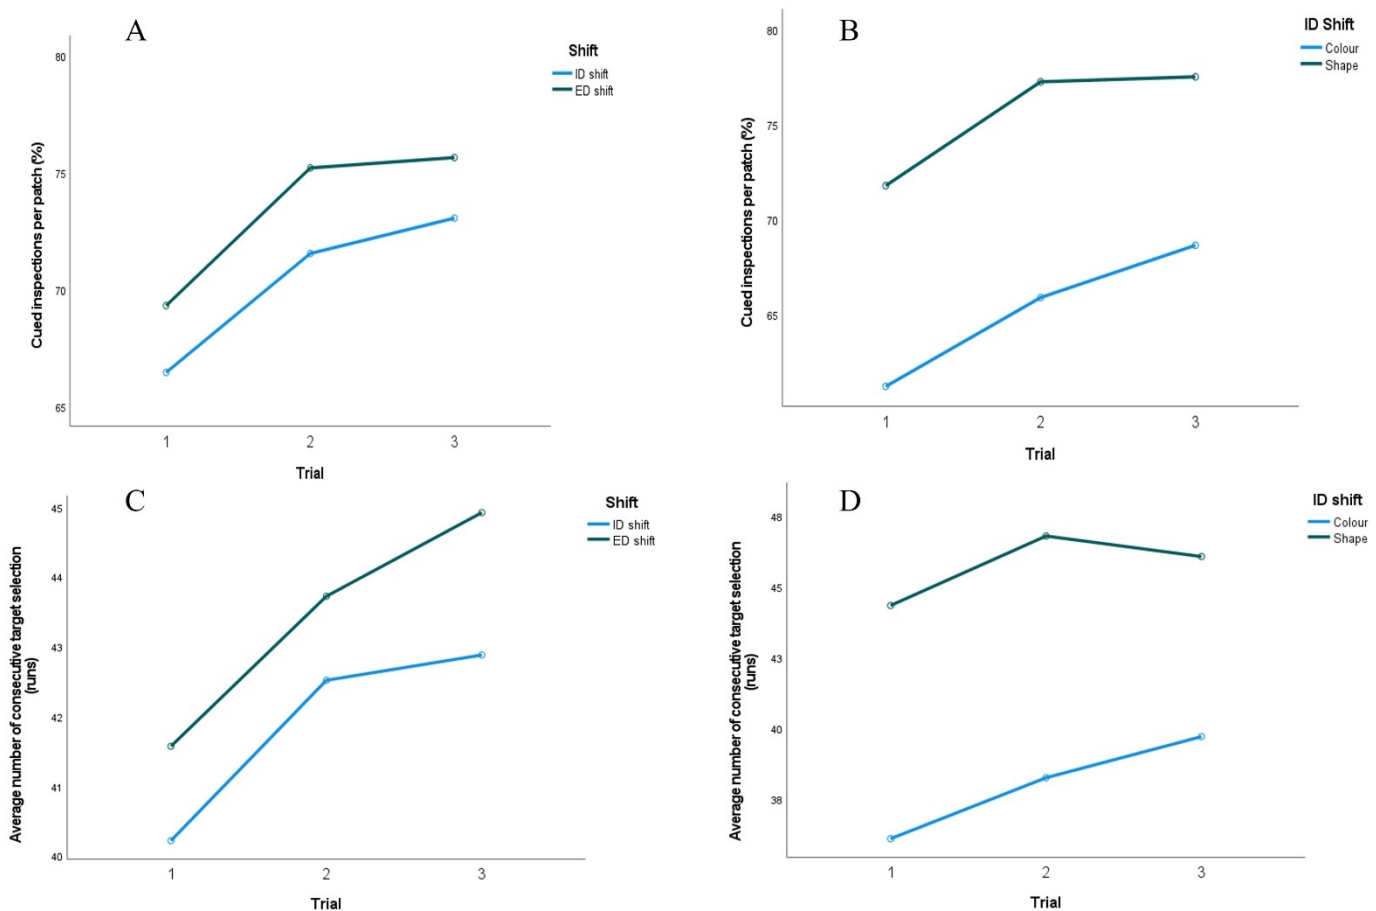 A
Shift
ID shift
ED shift
Cued inspections per patch (%)
80
75
70
65
1 2 3
Trial
B
ID Shift
Colour
Shape
Cued inspections per patch (%)
80
75
70
65
1 2 3
Trial
C
Shift
ID shift
ED shift
Average number of consecutive target selection
(runs)
45
44
43
42
41
40
1 2 3
Trial
D
ID shift
Colour
Shape
Average number of consecutive target selection
(runs)
48
45
43
40
38
1 2 3
Trial